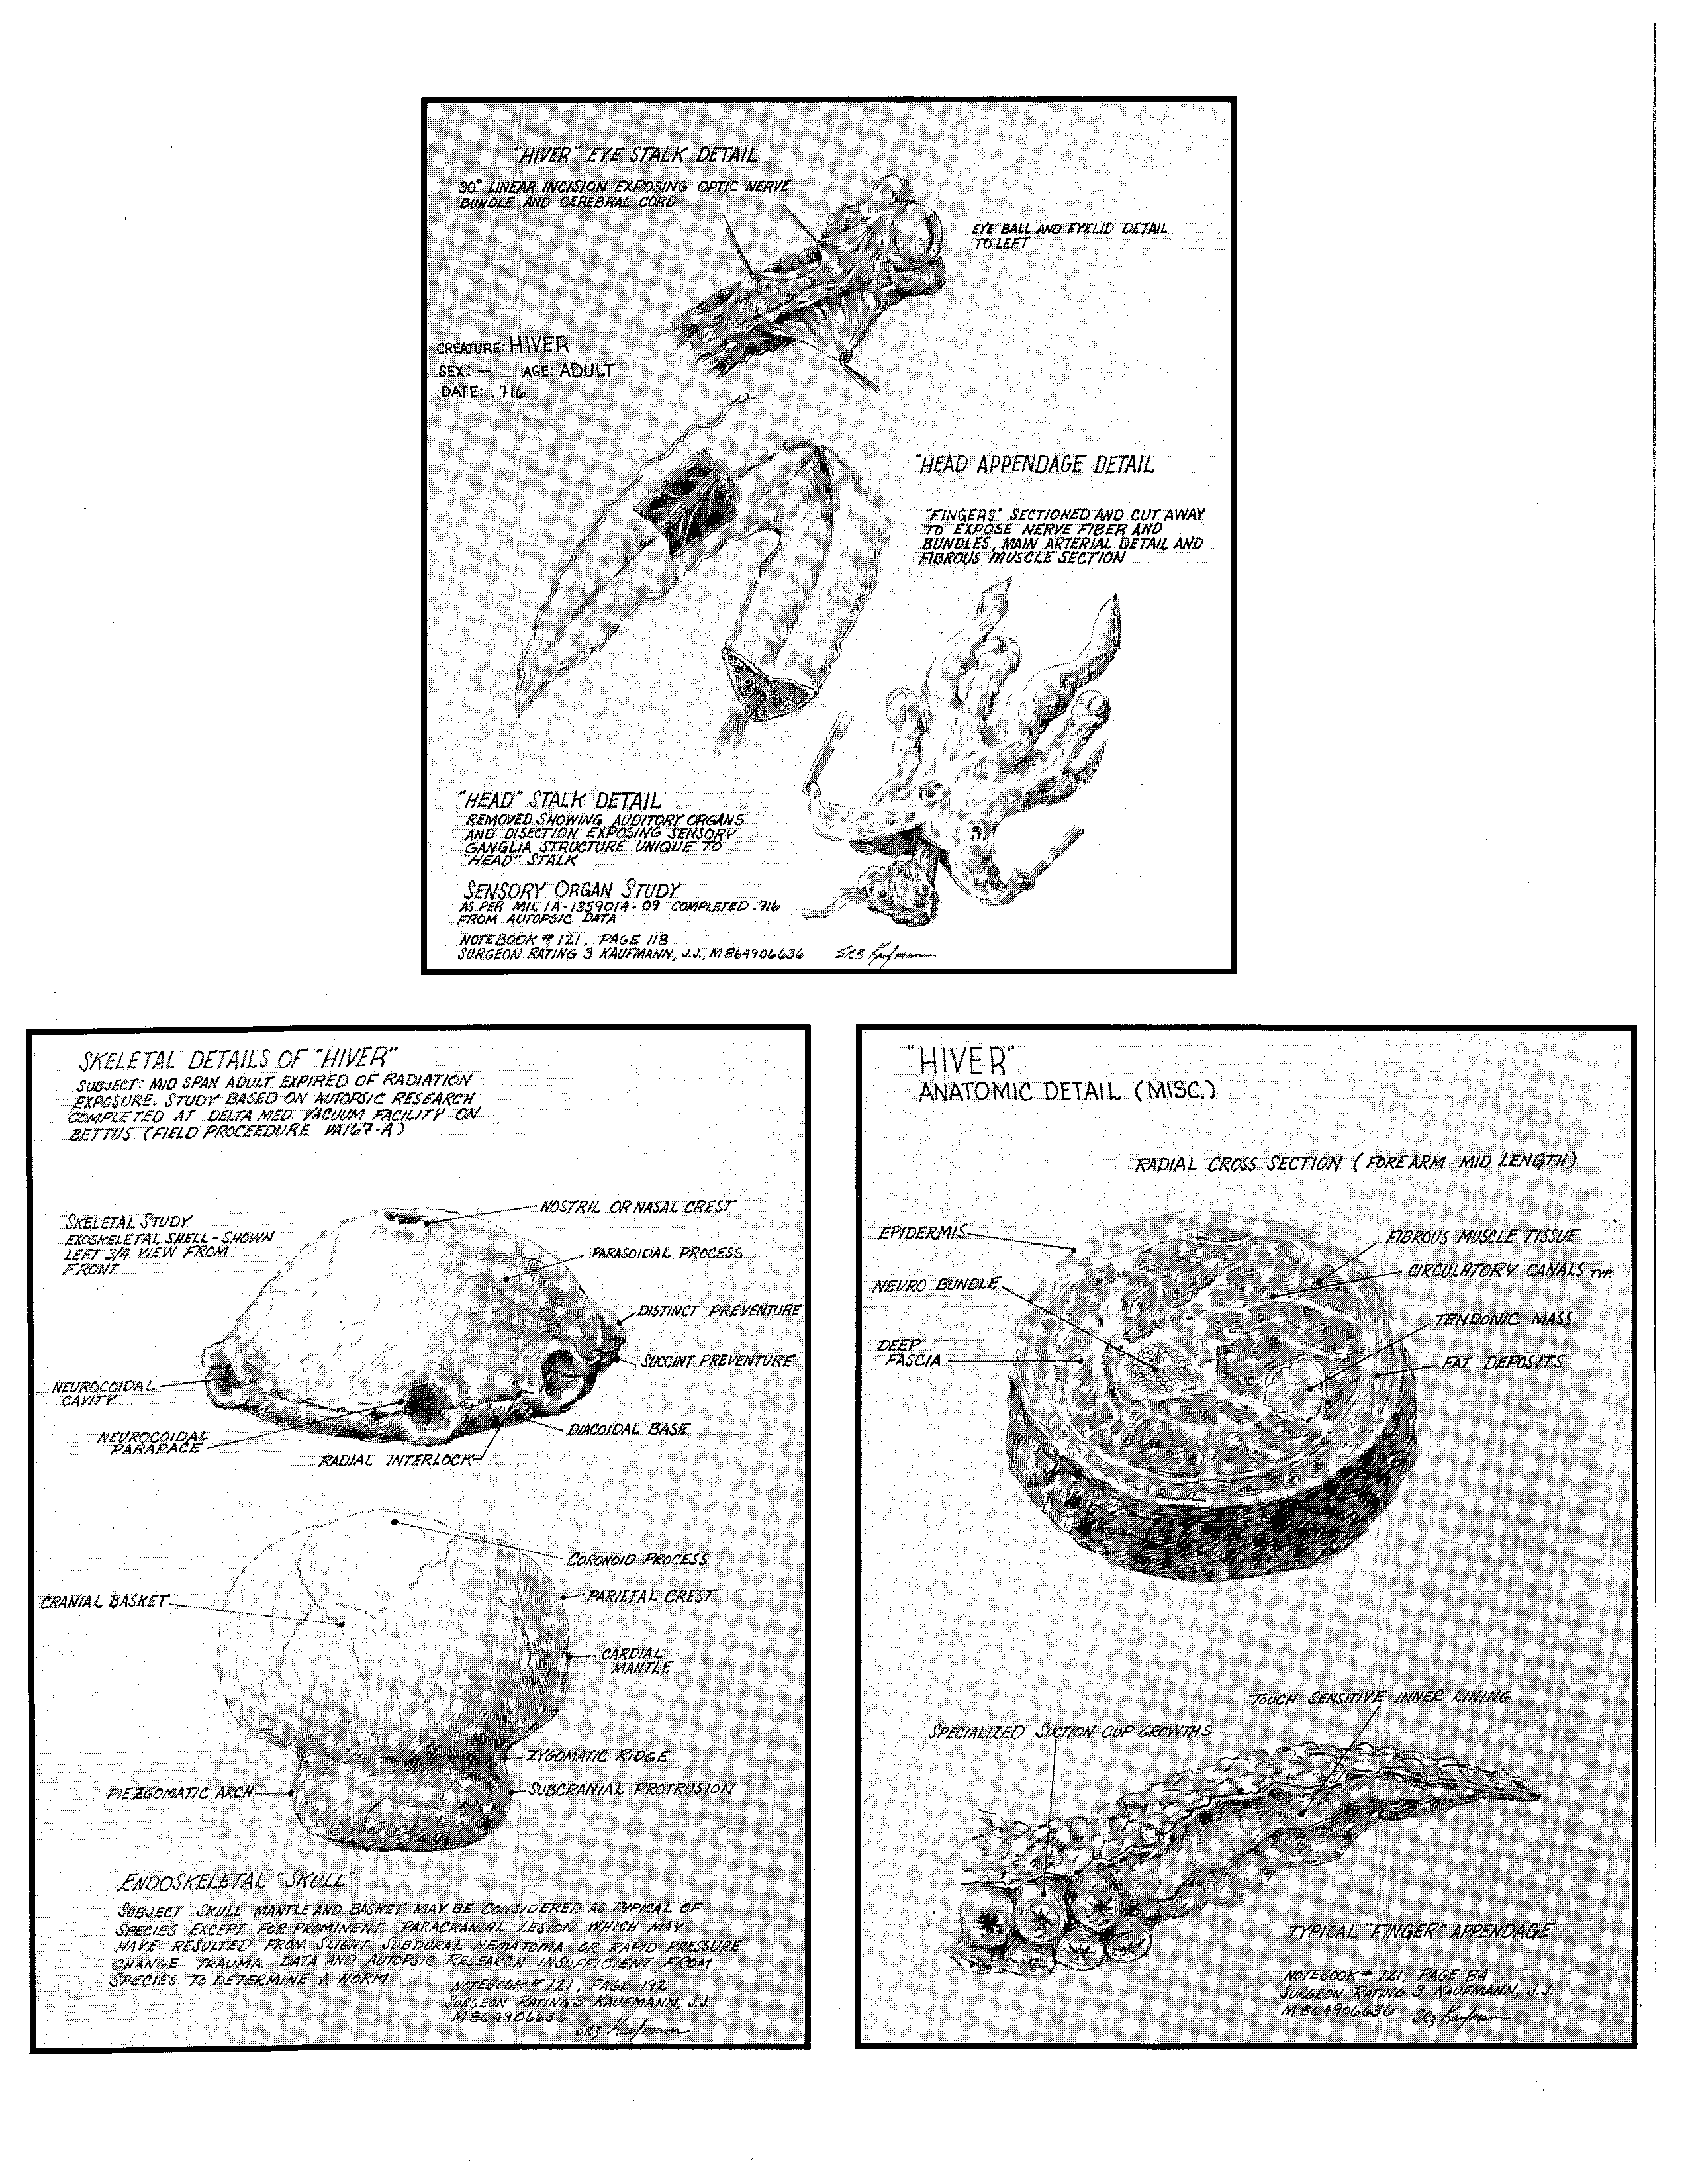 "HIVER" EYE STALK DETAIL
30° LINEAR INCISION EXPOSING OPTIC NERVE
BUNDLE AND CEREBRAL CORD
EYE BALL AND EYELID DETAIL
TO LEFT
CREATURE: HIVER
SEX: — AGE: ADULT
DATE: .716
"HEAD APPENDAGE DETAIL
"FINGERS" SECTIONED AND CUT AWAY
TO EXPOSE NERVE FIBER AND
BUNDLES, MAIN ARTERIAL DETAIL AND
FIBROUS MUSCLE SECTION
"HEAD" STALK DETAIL
REMOVED SHOWING AUDITORY ORGANS
AND DISECTION EXPOSING SENSORY
GANGLIA STRUCTURE UNIQUE TO
"HEAD" STALK
SENSORY ORGAN STUDY
AS PER MIL 1A-1359014-09 COMPLETED .716
FROM AUTOPSIC DATA
NOTEBOOK # 121, PAGE 118
SURGEON RATING 3 KAUFMANN, J.J., M864906636 SR3 Kaufmann
SKELETAL DETAILS OF "HIVER"
SUBJECT: MID SPAN ADULT EXPIRED OF RADIATION
EXPOSURE. STUDY BASED ON AUTOPSIC RESEARCH
COMPLETED AT DELTA MED VACUUM FACILITY ON
BETTUS (FIELD PROCEEDURE VA167-A)
SKELETAL STUDY
EXOSKELETAL SHELL - SHOWN
LEFT 3/4 VIEW FROM
FRONT
NOSTRIL OR NASAL CREST
PARASOIDAL PROCESS
DISTINCT PREVENTURE
SUCCINT PREVENTURE
NEUROCOIDAL
CAVITY
NEUROCOIDAL
PARAPACE
RADIAL INTERLOCK
DIACOIDAL BASE
CORONOID PROCESS
PARIETAL CREST
CRANIAL BASKET
CARDIAL
MANTLE
ZYGOMATIC RIDGE
PIEZGOMATIC ARCH
SUBCRANIAL PROTRUSION
ENDOSKELETAL "SKULL"
SUBJECT SKULL MANTLE AND BASKET MAY BE CONSIDERED AS TYPICAL OF
SPECIES EXCEPT FOR PROMINENT PARACRANIAL LESION WHICH MAY
HAVE RESULTED FROM SLIGHT SUBDURAL HEMATOMA OR RAPID PRESSURE
CHANGE TRAUMA. DATA AND AUTOPSIC RESEARCH INSUFFICIENT FROM
SPECIES TO DETERMINE A NORM.
NOTEBOOK # 121, PAGE 192
SURGEON RATING 3 KAUFMANN, J.J.
M864906636
SR3 Kaufmann
"HIVER"
ANATOMIC DETAIL (MISC.)
RADIAL CROSS SECTION (FOREARM - MID LENGTH)
EPIDERMIS
FIBROUS MUSCLE TISSUE
NEURO BUNDLE
CIRCULATORY CANALS TYP.
TENDONIC MASS
DEEP
FASCIA
FAT DEPOSITS
TOUCH SENSITIVE INNER LINING
SPECIALIZED SUCTION CUP GROWTHS
TYPICAL "FINGER" APPENDAGE
NOTEBOOK # 121, PAGE 84
SURGEON RATING 3 KAUFMANN, J.J.
M864906636 SR3 Kaufmann